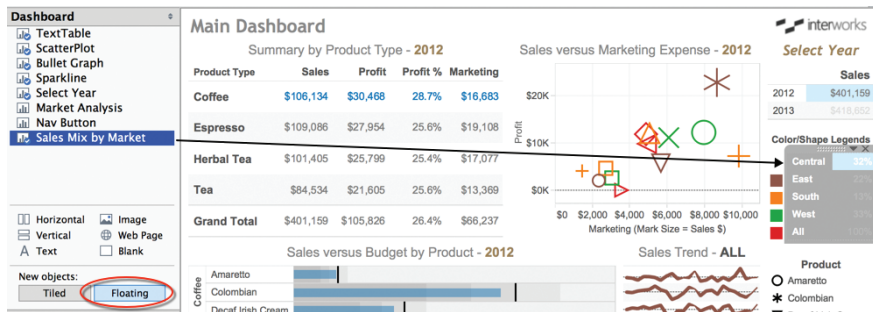 Dashboard
TextTable
ScatterPlot
Bullet Graph
Sparkline
Select Year
Market Analysis
Nav Button
Sales Mix by Market
Horizontal Image
Vertical Web Page
A Text Blank
New objects:
Tiled Floating
Main Dashboard
Summary by Product Type - 2012
Product Type Sales Profit Profit % Marketing
Coffee $106,134 $30,468 28.7% $16,683
Espresso $109,086 $27,954 25.6% $19,108
Herbal Tea $101,405 $25,799 25.4% $17,077
Tea $84,534 $21,605 25.6% $13,369
Grand Total $401,159 $105,826 26.4% $66,237
Sales versus Marketing Expense - 2012
Profit
$20K
$10K
$0K
$0 $2,000 $4,000 $6,000 $8,000 $10,000
Marketing (Mark Size = Sales $)
interworks
Select Year
Sales
2012 $401,159
2013 $418,652
Color/Shape Legends
Central 32%
East 22%
South 13%
West 33%
All 100%
Product
Amaretto
Colombian
Sales versus Budget by Product - 2012
Coffee
Amaretto
Colombian
Decaf Irish Cream
Sales Trend - ALL